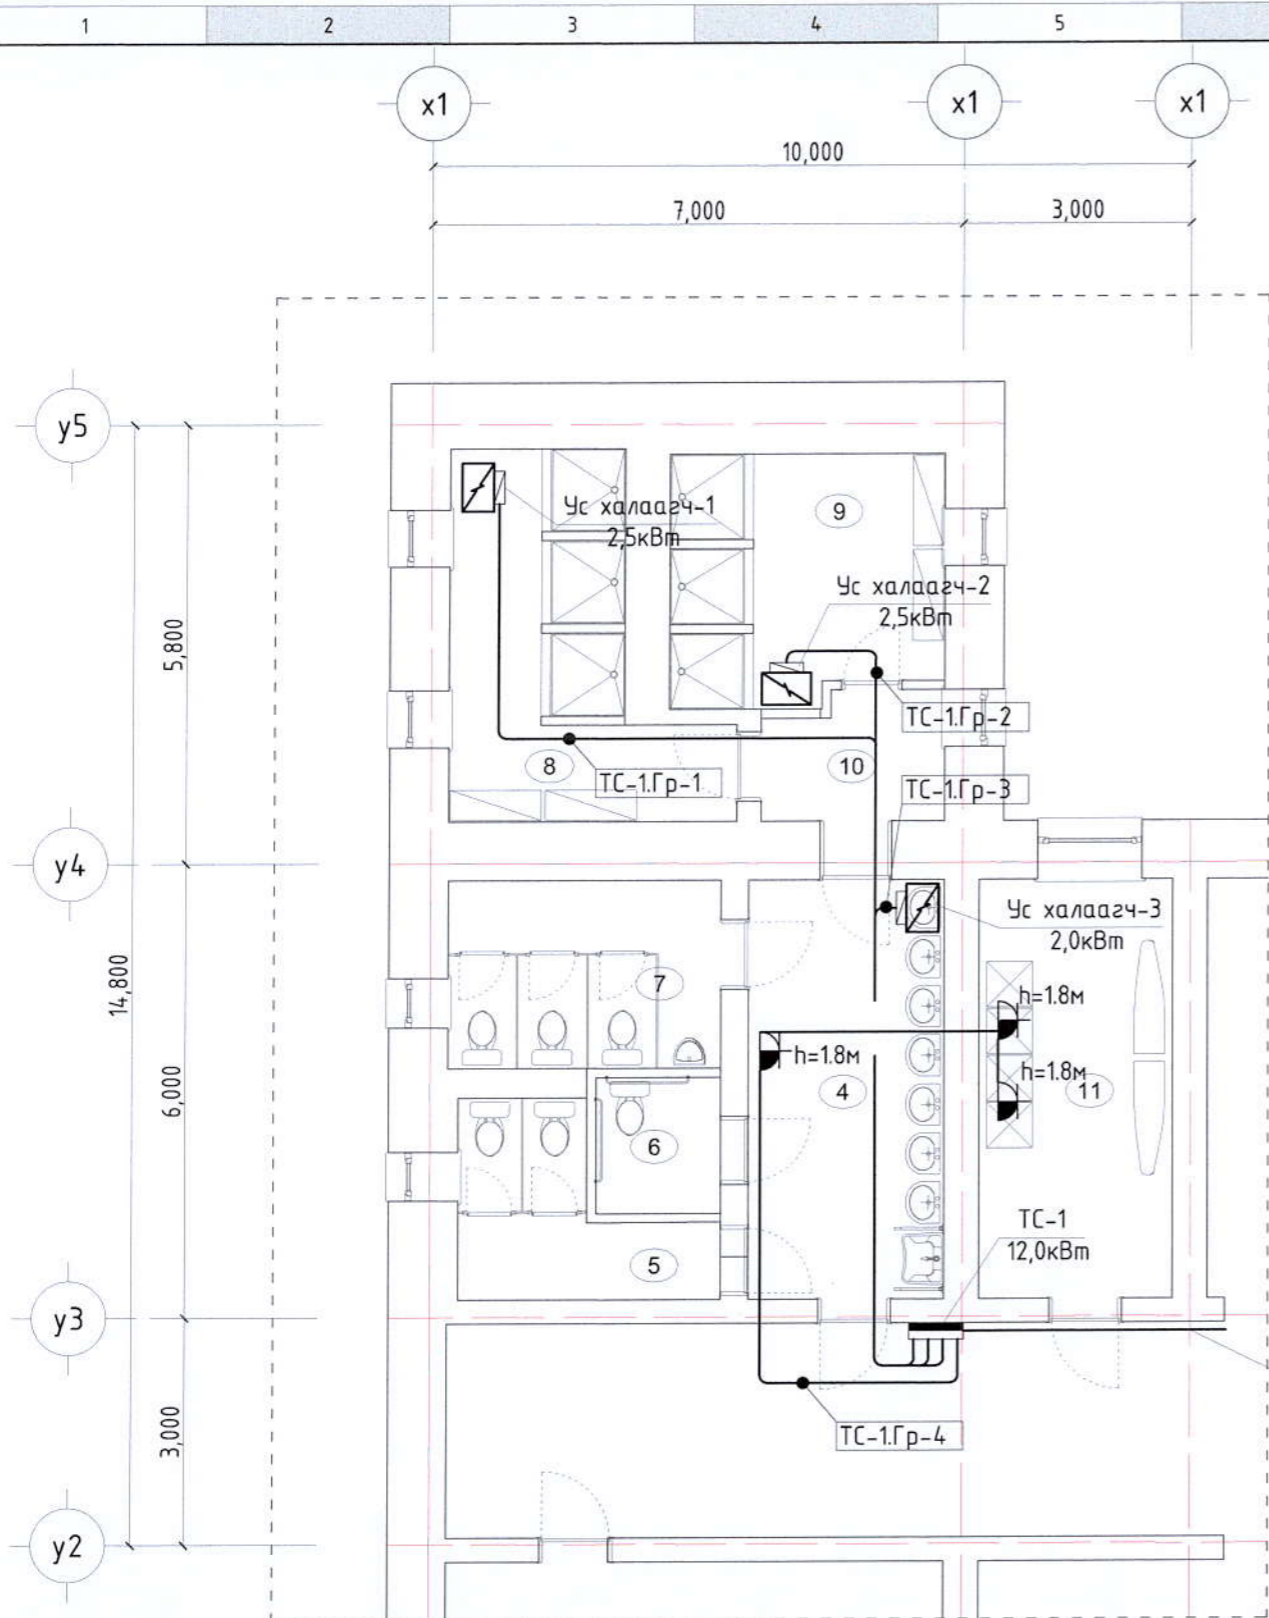 1 2 3 4 5
x1 x1 x1
10,000
7,000 3,000
y5
Ус халаагч-1
2,5кВт
9
Ус халаагч-2
2,5кВт
5,800
ТС-1.Гр-2
8
10
ТС-1.Гр-1
ТС-1.Гр-3
y4
Ус халаагч-3
2,0кВт
14,800
7
h=1.8м
h=1.8м
h=1.8м
6,000
4
11
6
ТС-1
12,0кВт
5
y3
3,000
ТС-1.Гр-4
y2